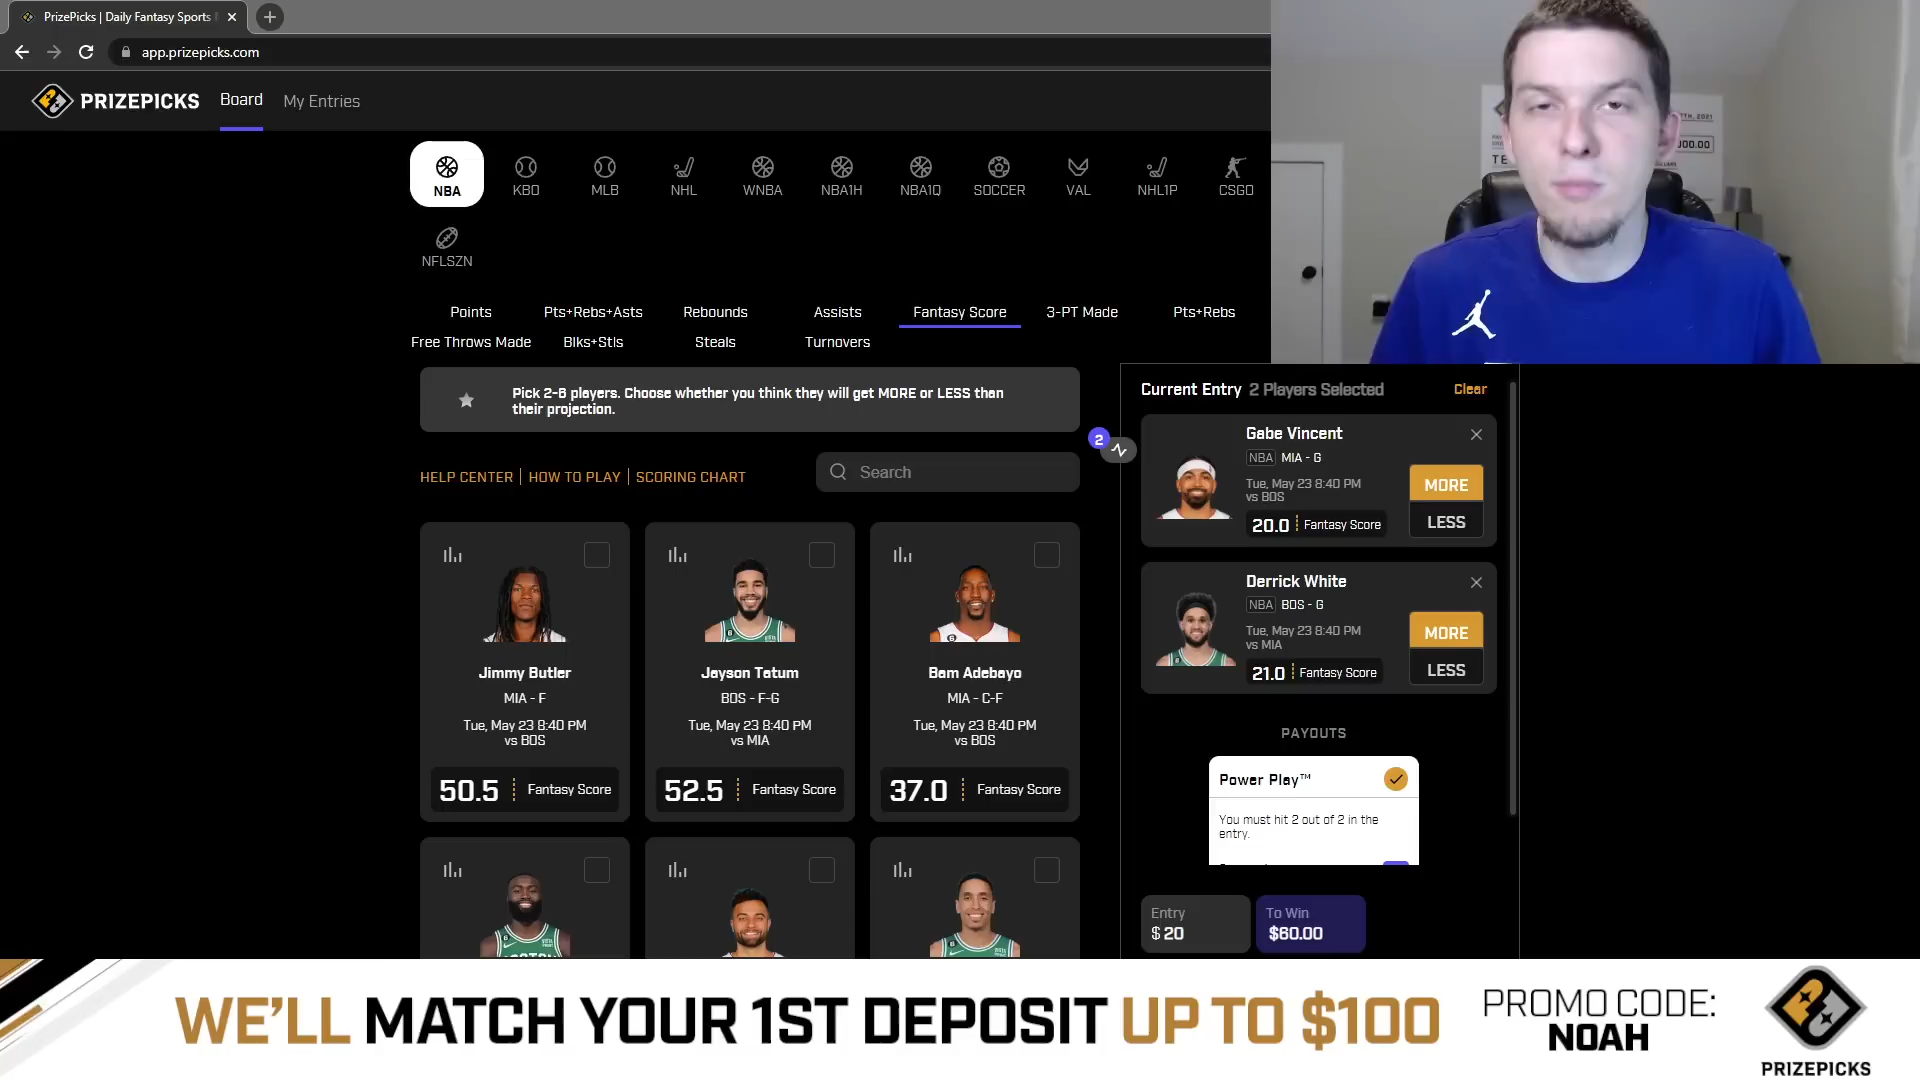 PrizePicks | Daily Fantasy Sports
app.prizepicks.com
PRIZEPICKS
Board
My Entries
NBA
KBO
MLB
NHL
WNBA
NBA1H
NBA1Q
SOCCER
VAL
NHL1P
CSGO
NFLSZN
Points
Pts+Rebs+Asts
Rebounds
Assists
Fantasy Score
3-PT Made
Pts+Rebs
Free Throws Made
Blks+Stls
Steals
Turnovers
Pick 2-6 players. Choose whether you think they will get MORE or LESS than
their projection.
HELP CENTER | HOW TO PLAY | SCORING CHART
Search
Jimmy Butler
MIA - F
Tue, May 23 8:40 PM
vs BOS
50.5 Fantasy Score
Jayson Tatum
BOS - F-G
Tue, May 23 8:40 PM
vs MIA
52.5 Fantasy Score
Bam Adebayo
MIA - C-F
Tue, May 23 8:40 PM
vs BOS
37.0 Fantasy Score
2
Current Entry 2 Players Selected
Clear
Gabe Vincent
NBA MIA - G
Tue, May 23 8:40 PM
vs BOS
20.0 Fantasy Score
MORE
LESS
Derrick White
NBA BOS - G
Tue, May 23 8:40 PM
vs MIA
21.0 Fantasy Score
MORE
LESS
PAYOUTS
Power Play™
You must hit 2 out of 2 in the
entry.
Entry
$ 20
To Win
$60.00
TH, 2021
000.00
WE'LL MATCH YOUR 1ST DEPOSIT UP TO $100
PROMO CODE:
NOAH
PRIZEPICKS